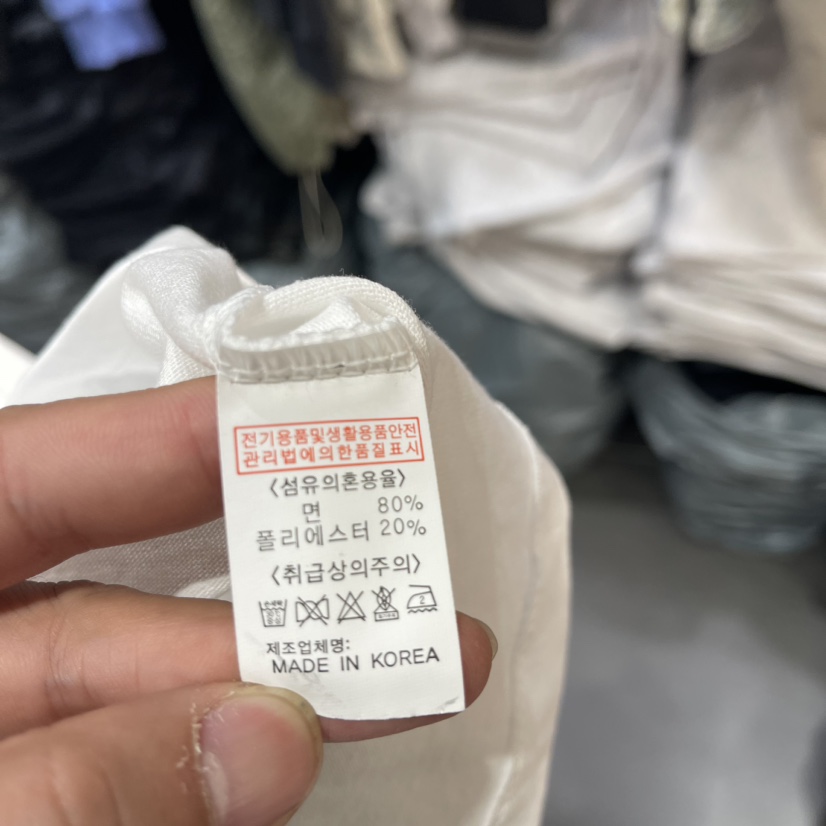 전기용품및생활용품안전
관리법에의한품질표시
〈섬유의혼용율〉
면 80%
폴리에스터 20%
〈취급상의주의〉
2
제조업체명:
MADE IN KOREA